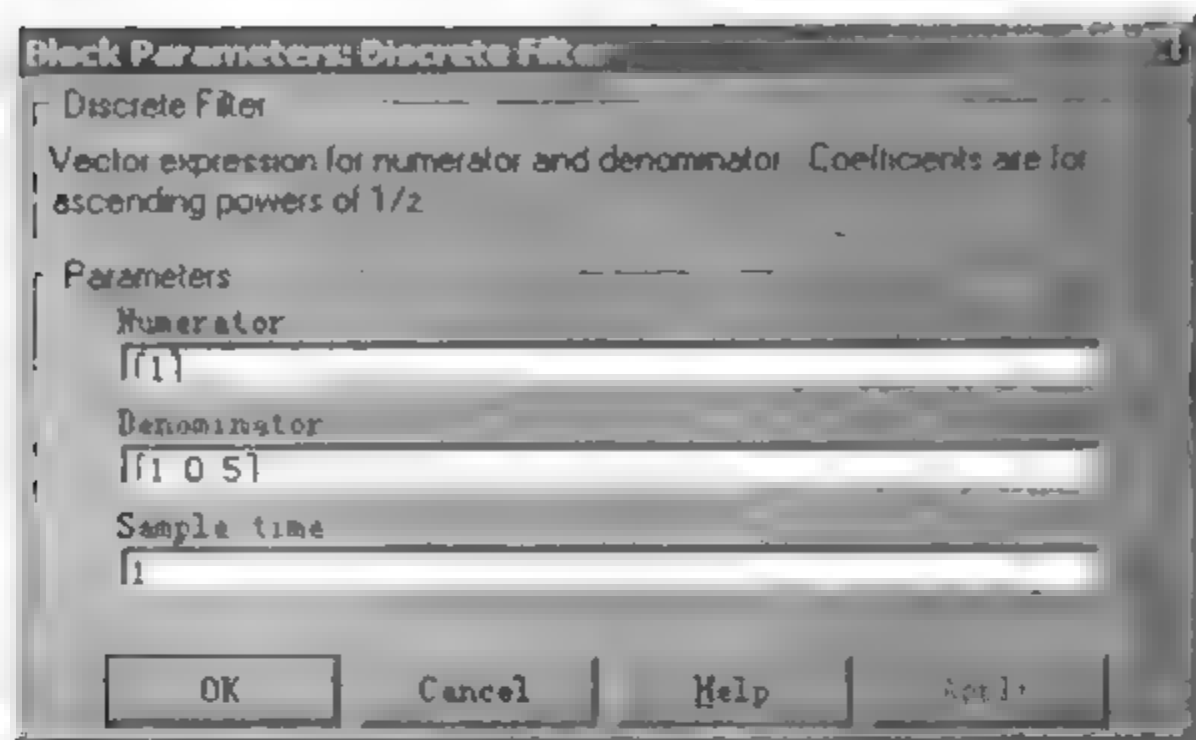 Block Parameters: Discrete Filter
Discrete Filter
Vector expression for numerator and denominator Coefficients are for
ascending powers of 1/z
Parameters
Numerator
[1]
Denominator
[1 0 5]
Sample time
1
OK
Cancel
Help
Apply